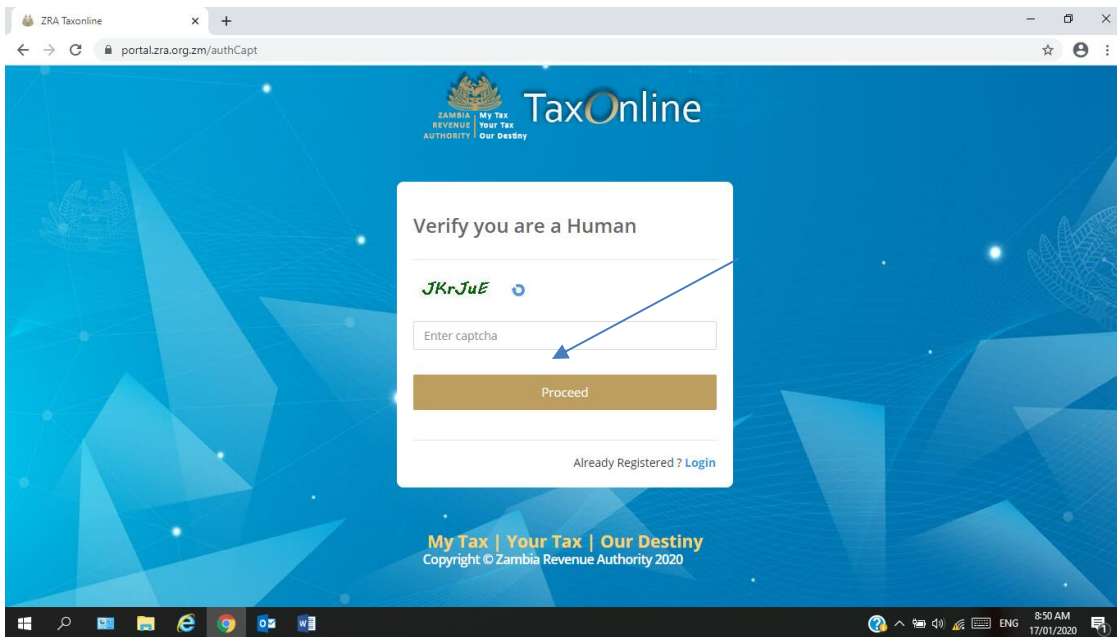 ZRA Taxonline
portal.zra.org.zm/authCapt
ZAMBIA
REVENUE
AUTHORITY
My Tax
Your Tax
Our Destiny
TaxOnline
Verify you are a Human
JKrJuE
Enter captcha
Proceed
Already Registered ? Login
My Tax | Your Tax | Our Destiny
Copyright © Zambia Revenue Authority 2020
ENG
8:50 AM
17/01/2020